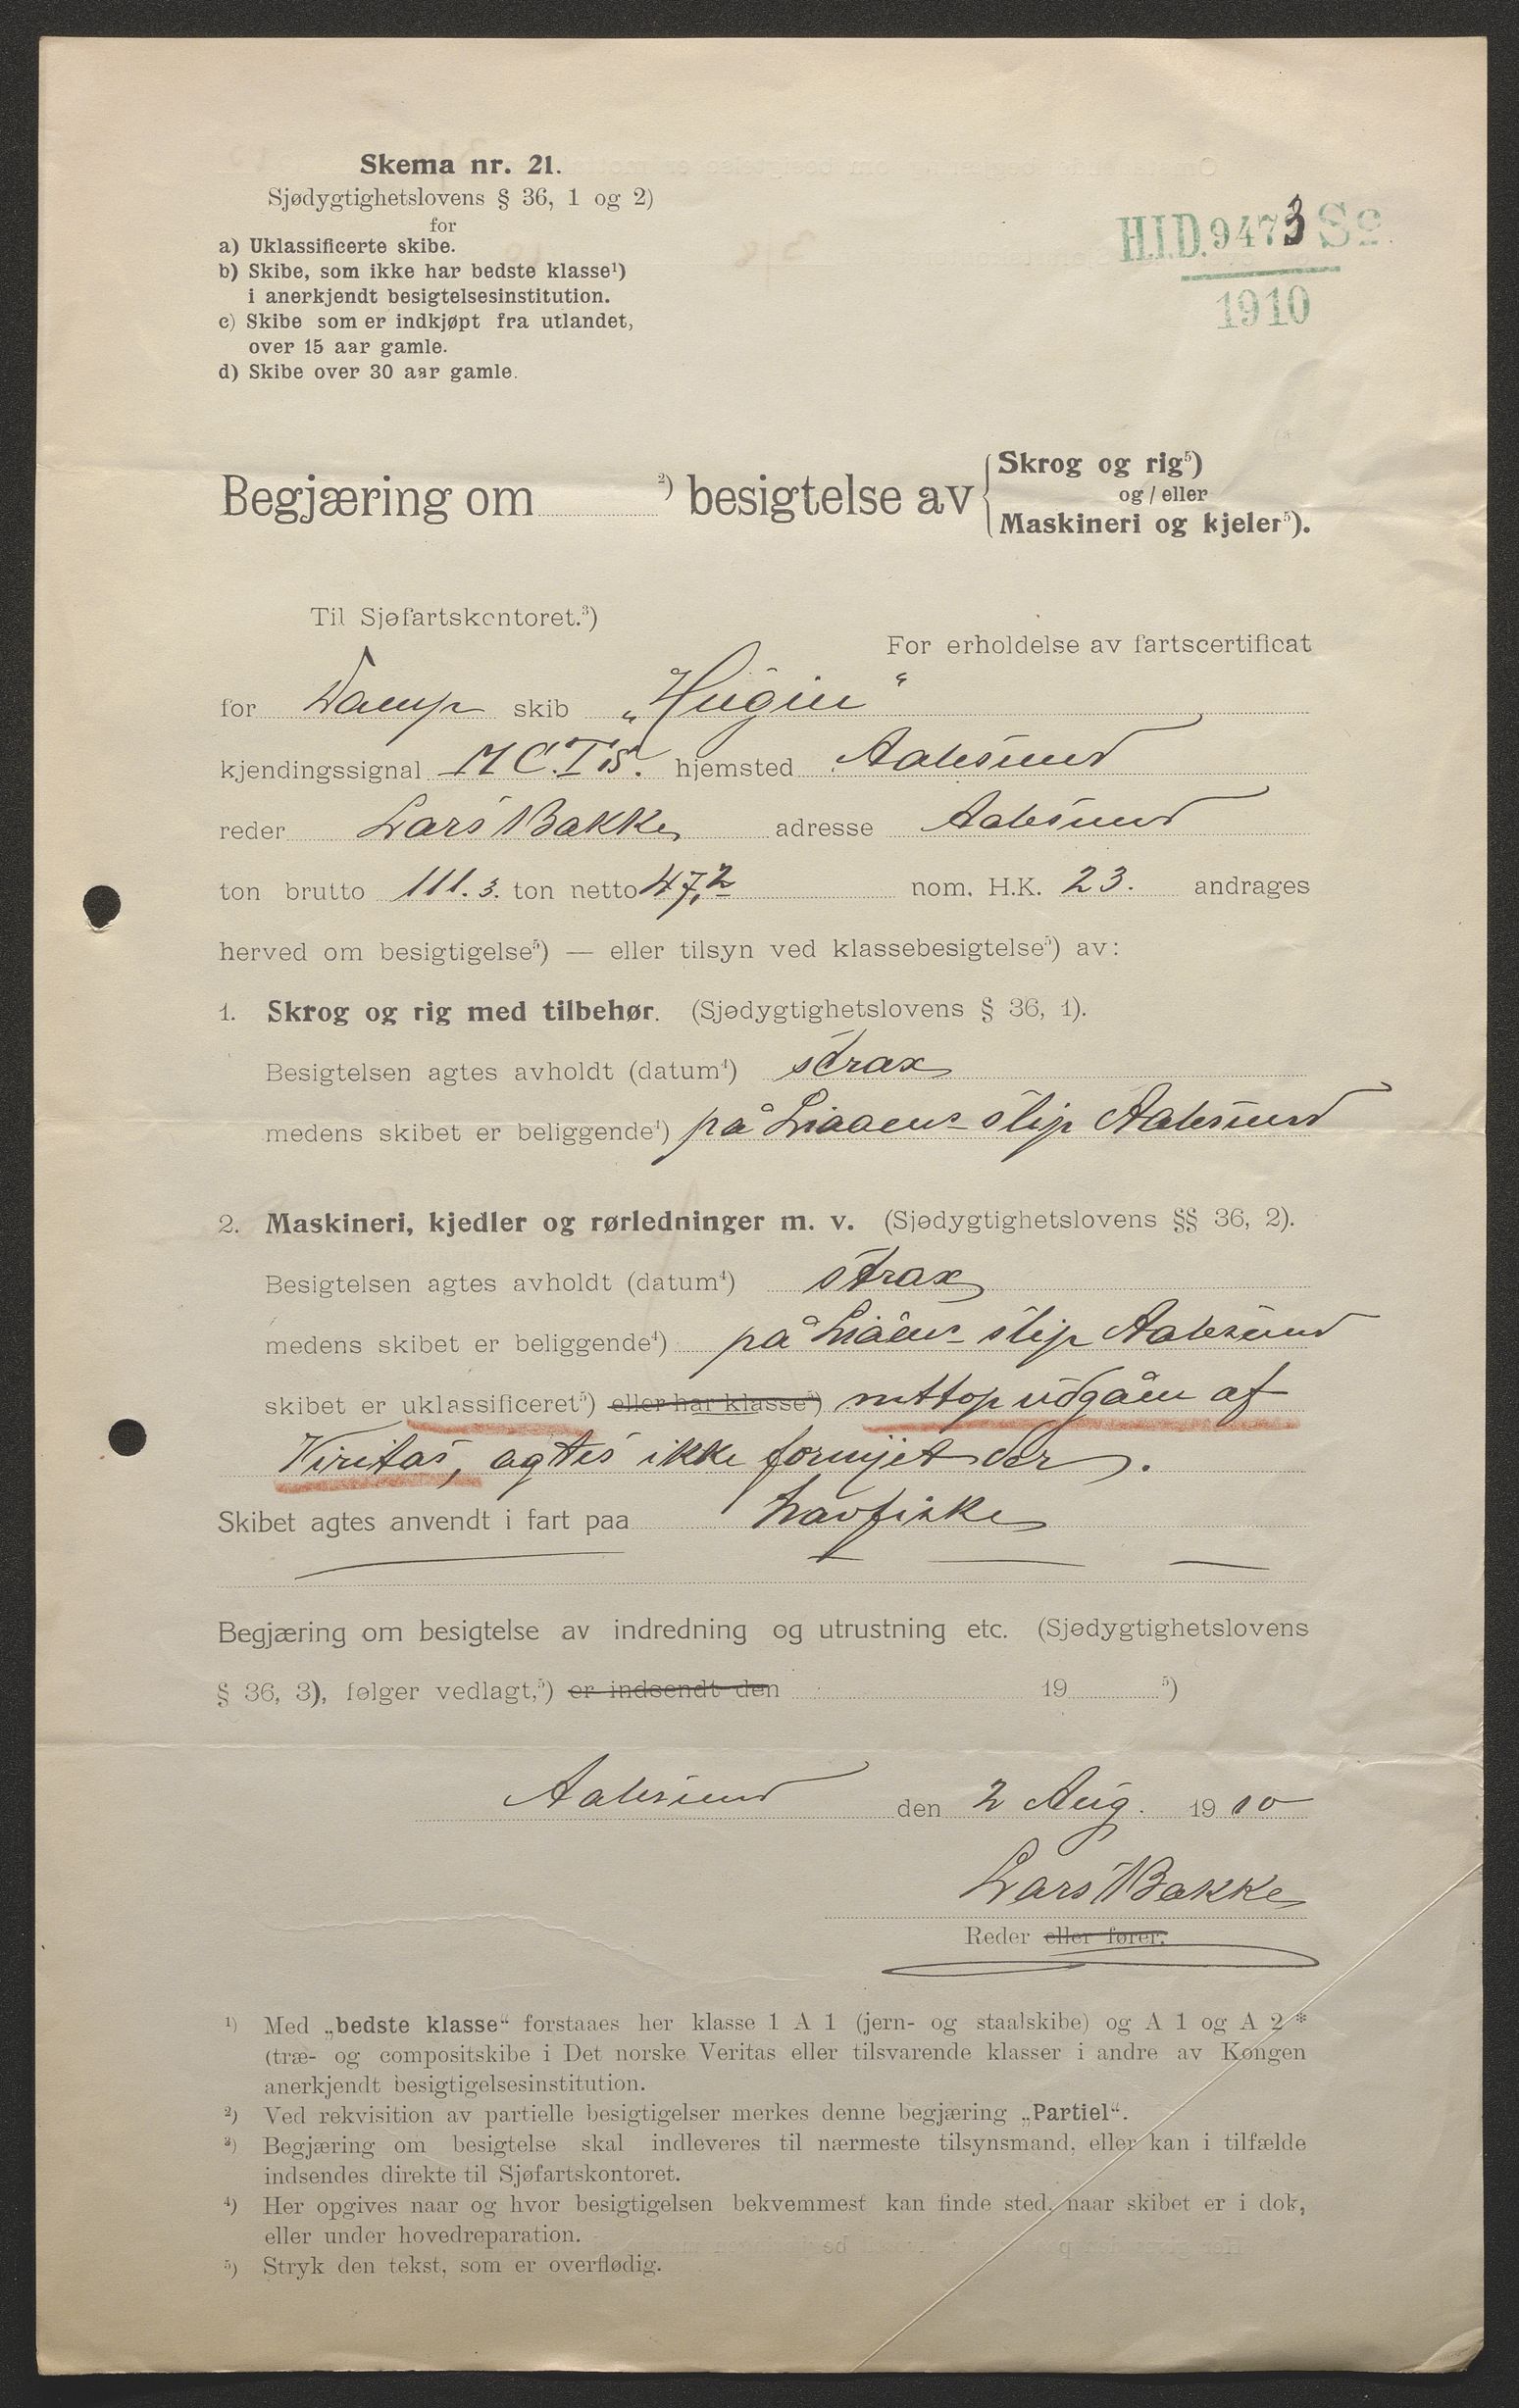 Skema nr. 21.
Sjødygtighetslovens § 36, 1 og 2)
for
a) Uklassificerte skibe.
b) Skibe, som ikke har bedste klasse¹)
i anerkjendt besigtelsesinstitution.
c) Skibe som er indkjøpt fra utlandet,
over 15 aar gamle.
d) Skibe over 30 aar gamle.
H.I.D. 9473 Sø.
1910
Begjæring om ²) besigtelse av
Skrog og rig⁵)
og / eller
Maskineri og kjeler⁵).
Til Sjøfartskontoret.³)
For erholdelse av fartscertificat
for Damp skib „Hugin“
kjendingssignal MCTS. hjemsted Aalesund
reder Lars Bakke adresse Aalesund
ton brutto 111.3. ton netto 47,2 nom. H.K. 23. andrages
herved om besigtigelse⁵) — eller tilsyn ved klassebesigtelse⁵) av:
1. Skrog og rig med tilbehør. (Sjødygtighetslovens § 36, 1).
Besigtelsen agtes avholdt (datum⁴) strax
medens skibet er beliggende⁴) på Liaaens slip Aalesund
2. Maskineri, kjedler og rørledninger m. v. (Sjødygtighetslovens §§ 36, 2).
Besigtelsen agtes avholdt (datum⁴) strax
medens skibet er beliggende⁴) på Liåens slip Aalesund
skibet er uklassificeret⁵) eller har klasse⁵) nettop udgåen af
Viritas, agtes ikke fornyjet der.
Skibet agtes anvendt i fart paa havfiske
Begjæring om besigtelse av indredning og utrustning etc. (Sjødygtighetslovens
§ 36, 3), følger vedlagt,⁵) er indsendt den 19 ⁵)
Aalesund den 2 Aug. 1910
Lars Bakke
Reder eller fører.
¹) Med „bedste klasse“ forstaaes her klasse 1 A 1 (jern- og staalskibe) og A 1 og A 2 *
(træ- og compositskibe i Det norske Veritas eller tilsvarende klasser i andre av Kongen
anerkjendt besigtigelsesinstitution.
²) Ved rekvisition av partielle besigtigelser merkes denne begjæring „Partiel“.
³) Begjæring om besigtelse skal indleveres til nærmeste tilsynsmand, eller kan i tilfælde
indsendes direkte til Sjøfartskontoret.
⁴) Her opgives naar og hvor besigtigelsen bekvemmest kan finde sted, naar skibet er i dok,
eller under hovedreparation.
⁵) Stryk den tekst, som er overflødig.